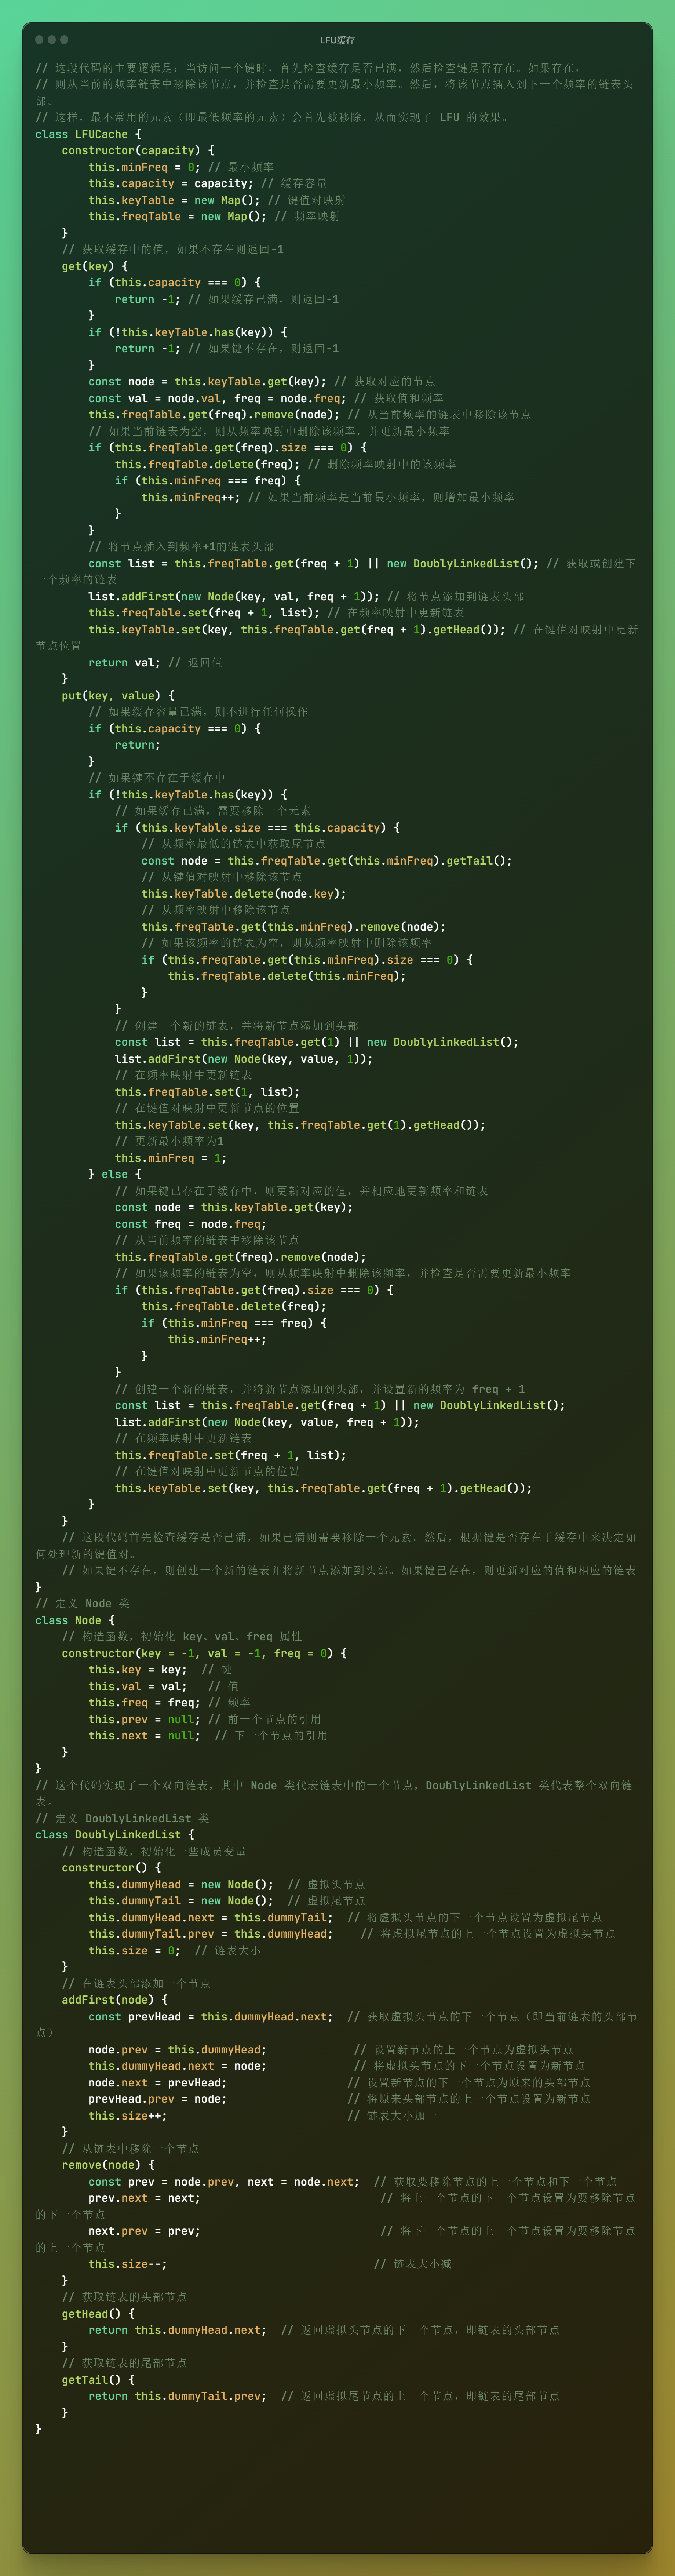 LFU缓存
// 这段代码的主要逻辑是：当访问一个键时，首先检查缓存是否已满，然后检查键是否存在。如果存在，
// 则从当前的频率链表中移除该节点，并检查是否需要更新最小频率。然后，将该节点插入到下一个频率的链表头
部。
// 这样，最不常用的元素（即最低频率的元素）会首先被移除，从而实现了 LFU 的效果。
class LFUCache {
    constructor(capacity) {
        this.minFreq = 0; // 最小频率
        this.capacity = capacity; // 缓存容量
        this.keyTable = new Map(); // 键值对映射
        this.freqTable = new Map(); // 频率映射
    }
    // 获取缓存中的值，如果不存在则返回-1
    get(key) {
        if (this.capacity === 0) {
            return -1; // 如果缓存已满，则返回-1
        }
        if (!this.keyTable.has(key)) {
            return -1; // 如果键不存在，则返回-1
        }
        const node = this.keyTable.get(key); // 获取对应的节点
        const val = node.val, freq = node.freq; // 获取值和频率
        this.freqTable.get(freq).remove(node); // 从当前频率的链表中移除该节点
        // 如果当前链表为空，则从频率映射中删除该频率，并更新最小频率
        if (this.freqTable.get(freq).size === 0) {
            this.freqTable.delete(freq); // 删除频率映射中的该频率
            if (this.minFreq === freq) {
                this.minFreq++; // 如果当前频率是当前最小频率，则增加最小频率
            }
        }
        // 将节点插入到频率+1的链表头部
        const list = this.freqTable.get(freq + 1) || new DoublyLinkedList(); // 获取或创建下
一个频率的链表
        list.addFirst(new Node(key, val, freq + 1)); // 将节点添加到链表头部
        this.freqTable.set(freq + 1, list); // 在频率映射中更新链表
        this.keyTable.set(key, this.freqTable.get(freq + 1).getHead()); // 在键值对映射中更新
节点位置
        return val; // 返回值
    }
    put(key, value) {
        // 如果缓存容量已满，则不进行任何操作
        if (this.capacity === 0) {
            return;
        }
        // 如果键不存在于缓存中
        if (!this.keyTable.has(key)) {
            // 如果缓存已满，需要移除一个元素
            if (this.keyTable.size === this.capacity) {
                // 从频率最低的链表中获取尾节点
                const node = this.freqTable.get(this.minFreq).getTail();
                // 从键值对映射中移除该节点
                this.keyTable.delete(node.key);
                // 从频率映射中移除该节点
                this.freqTable.get(this.minFreq).remove(node);
                // 如果该频率的链表为空，则从频率映射中删除该频率
                if (this.freqTable.get(this.minFreq).size === 0) {
                    this.freqTable.delete(this.minFreq);
                }
            }
            // 创建一个新的链表，并将新节点添加到头部
            const list = this.freqTable.get(1) || new DoublyLinkedList();
            list.addFirst(new Node(key, value, 1));
            // 在频率映射中更新链表
            this.freqTable.set(1, list);
            // 在键值对映射中更新节点的位置
            this.keyTable.set(key, this.freqTable.get(1).getHead());
            // 更新最小频率为1
            this.minFreq = 1;
        } else {
            // 如果键已存在于缓存中，则更新对应的值，并相应地更新频率和链表
            const node = this.keyTable.get(key);
            const freq = node.freq;
            // 从当前频率的链表中移除该节点
            this.freqTable.get(freq).remove(node);
            // 如果该频率的链表为空，则从频率映射中删除该频率，并检查是否需要更新最小频率
            if (this.freqTable.get(freq).size === 0) {
                this.freqTable.delete(freq);
                if (this.minFreq === freq) {
                    this.minFreq++;
                }
            }
            // 创建一个新的链表，并将新节点添加到头部，并设置新的频率为 freq + 1
            const list = this.freqTable.get(freq + 1) || new DoublyLinkedList();
            list.addFirst(new Node(key, value, freq + 1));
            // 在频率映射中更新链表
            this.freqTable.set(freq + 1, list);
            // 在键值对映射中更新节点的位置
            this.keyTable.set(key, this.freqTable.get(freq + 1).getHead());
        }
    }
    // 这段代码首先检查缓存是否已满，如果已满则需要移除一个元素。然后，根据键是否存在于缓存中来决定如
何处理新的键值对。
    // 如果键不存在，则创建一个新的链表并将新节点添加到头部。如果键已存在，则更新对应的值和相应的链表
}
// 定义 Node 类
class Node {
    // 构造函数，初始化 key、val、freq 属性
    constructor(key = -1, val = -1, freq = 0) {
        this.key = key;  // 键
        this.val = val;   // 值
        this.freq = freq; // 频率
        this.prev = null; // 前一个节点的引用
        this.next = null;  // 下一个节点的引用
    }
}
// 这个代码实现了一个双向链表，其中 Node 类代表链表中的一个节点，DoublyLinkedList 类代表整个双向链
表。
// 定义 DoublyLinkedList 类
class DoublyLinkedList {
    // 构造函数，初始化一些成员变量
    constructor() {
        this.dummyHead = new Node();  // 虚拟头节点
        this.dummyTail = new Node();  // 虚拟尾节点
        this.dummyHead.next = this.dummyTail;  // 将虚拟头节点的下一个节点设置为虚拟尾节点
        this.dummyTail.prev = this.dummyHead;    // 将虚拟尾节点的上一个节点设置为虚拟头节点
        this.size = 0;  // 链表大小
    }
    // 在链表头部添加一个节点
    addFirst(node) {
        const prevHead = this.dummyHead.next;  // 获取虚拟头节点的下一个节点（即当前链表的头部节
点）
        node.prev = this.dummyHead;             // 设置新节点的上一个节点为虚拟头节点
        this.dummyHead.next = node;             // 将虚拟头节点的下一个节点设置为新节点
        node.next = prevHead;                  // 设置新节点的下一个节点为原来的头部节点
        prevHead.prev = node;                  // 将原来头部节点的上一个节点设置为新节点
        this.size++;                           // 链表大小加一
    }
    // 从链表中移除一个节点
    remove(node) {
        const prev = node.prev, next = node.next;  // 获取要移除节点的上一个节点和下一个节点
        prev.next = next;                           // 将上一个节点的下一个节点设置为要移除节点
的下一个节点
        next.prev = prev;                           // 将下一个节点的上一个节点设置为要移除节点
的上一个节点
        this.size--;                               // 链表大小减一
    }
    // 获取链表的头部节点
    getHead() {
        return this.dummyHead.next;  // 返回虚拟头节点的下一个节点，即链表的头部节点
    }
    // 获取链表的尾部节点
    getTail() {
        return this.dummyTail.prev;  // 返回虚拟尾节点的上一个节点，即链表的尾部节点
    }
}